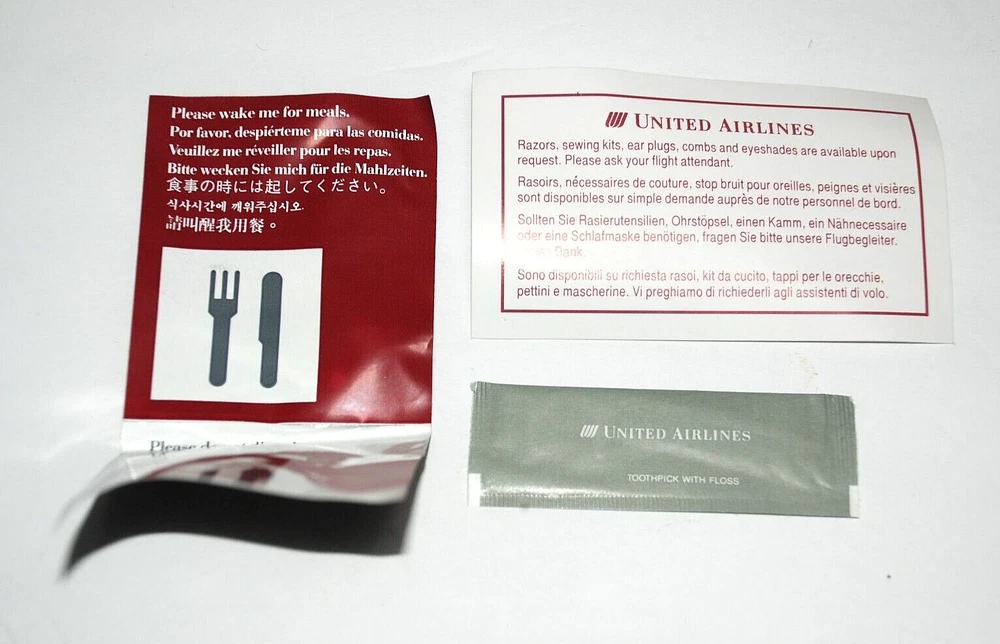 Please wake me for meals.
Por favor, despiérteme para las comidas.
Veuillez me réveiller pour les repas.
Bitte wecken Sie mich für die Mahlzeiten.
食事の時には起してください。
식사시간에 깨워주십시오.
請叫醒我用餐。
Please
UNITED AIRLINES
Razors, sewing kits, ear plugs, combs and eyeshades are available upon
request. Please ask your flight attendant.
Rasoirs, nécessaires de couture, stop bruit pour oreilles, peignes et visières
sont disponibles sur simple demande auprès de notre personnel de bord.
Sollten Sie Rasierutensilien, Ohrstöpsel, einen Kamm, ein Nähnecessaire
oder eine Schlafmaske benötigen, fragen Sie bitte unsere Flugbegleiter.
Dank.
Sono disponibili su richiesta rasoi, kit da cucito, tappi per le orecchie,
pettini e mascherine. Vi preghiamo di richiederli agli assistenti di volo.
UNITED AIRLINES
TOOTHPICK WITH FLOSS